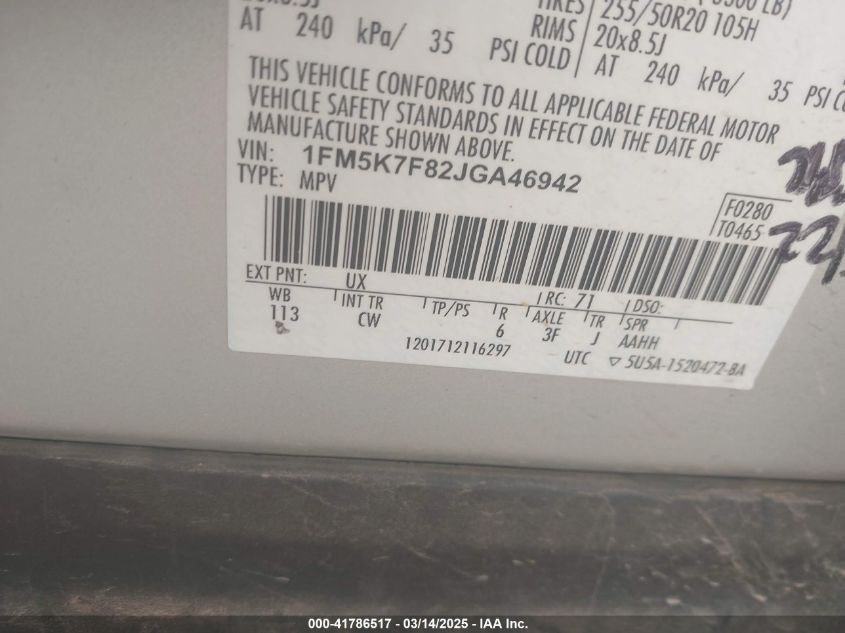 TIRES 255/50R20 105H
RIMS 20x8.5J
AT 240 kPa/ 35 PSI COLD
AT 240 kPa/ 35 PSI
THIS VEHICLE CONFORMS TO ALL APPLICABLE FEDERAL MOTOR
VEHICLE SAFETY STANDARDS IN EFFECT ON THE DATE OF
MANUFACTURE SHOWN ABOVE.
VIN: 1FM5K7F82JGA46942
TYPE: MPV
F0280
T0465
EXT PNT: UX RC: 71 DSO:
WB INT TR TP/PS R AXLE TR SPR
113 CW 6 3F J AAHH
1201712116297 UTC ▽ 5U5A-1520472-BA
000-41786517 - 03/14/2025 - IAA Inc.